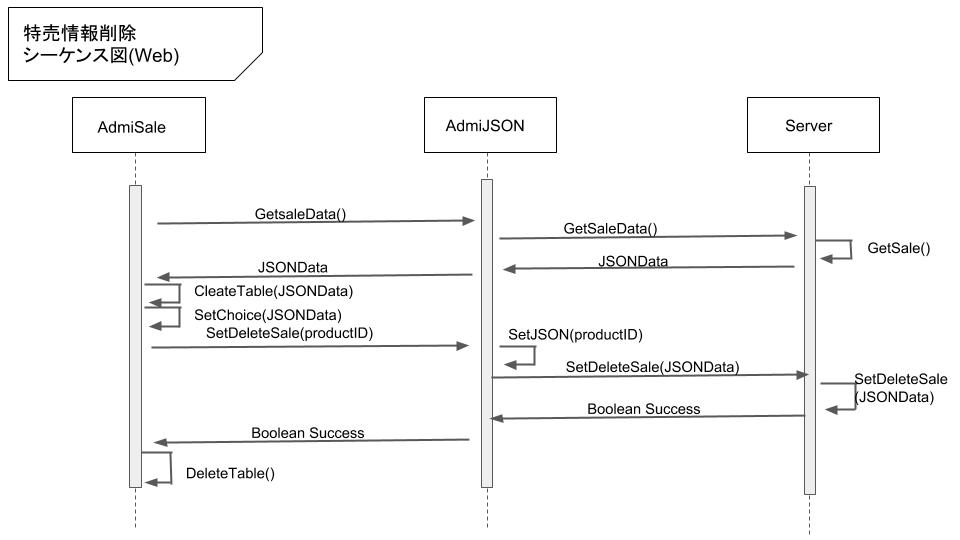 特売情報削除
シーケンス図(Web)
AdmiSale
AdmiJSON
Server
GetsaleData()
GetSaleData()
GetSale()
JSONData
JSONData
CleateTable(JSONData)
SetChoice(JSONData)
SetDeleteSale(productID)
SetJSON(productID)
SetDeleteSale(JSONData)
SetDeleteSale
(JSONData)
Boolean Success
Boolean Success
DeleteTable()